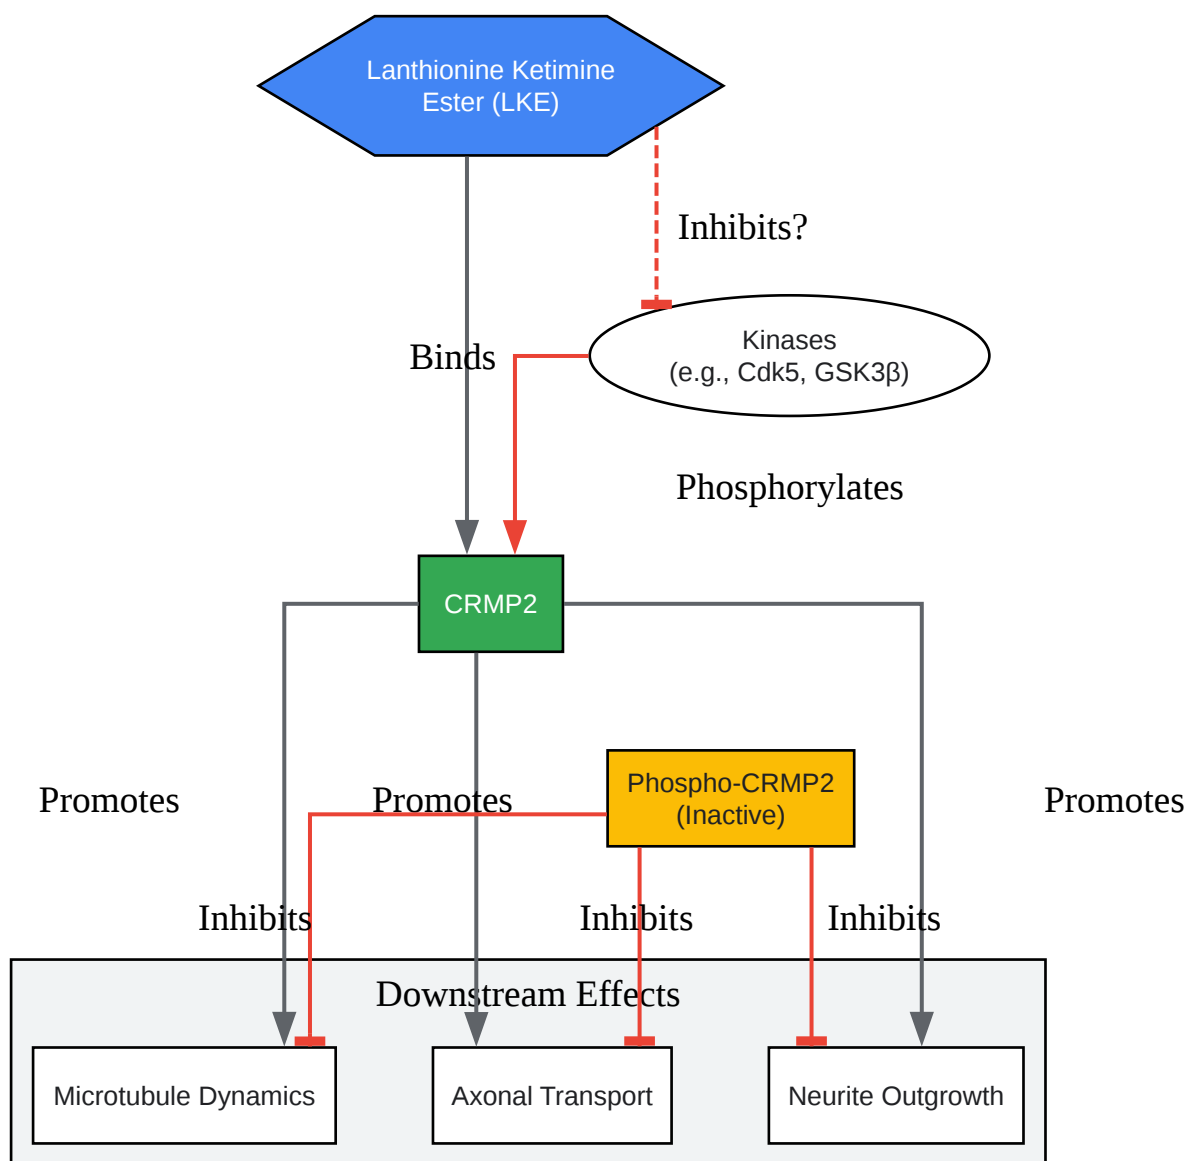 Lanthionine Ketimine
Ester (LKE)
Inhibits?
Kinases
(e.g., Cdk5, GSK3β)
Binds
Phosphorylates
CRMP2
Phospho-CRMP2
(Inactive)
Promotes
Promotes
Promotes
Inhibits
Inhibits
Inhibits
Downstream Effects
Microtubule Dynamics
Axonal Transport
Neurite Outgrowth